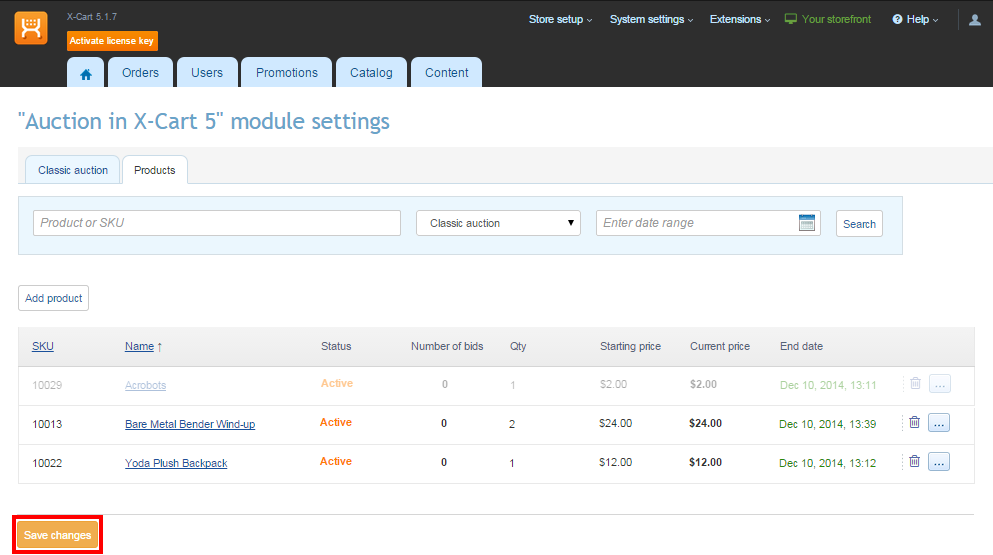 X-Cart 5.1.7
Activate license key
Store setup System settings Extensions Your storefront ? Help
Orders Users Promotions Catalog Content
"Auction in X-Cart 5" module settings
Classic auction Products
Product or SKU Classic auction Enter date range Search
Add product
SKU Name ↑ Status Number of bids Qty Starting price Current price End date
10029 Acrobots Active 0 1 $2.00 $2.00 Dec 10, 2014, 13:11 ...
10013 Bare Metal Bender Wind-up Active 0 2 $24.00 $24.00 Dec 10, 2014, 13:39 ...
10022 Yoda Plush Backpack Active 0 1 $12.00 $12.00 Dec 10, 2014, 13:12 ...
Save changes